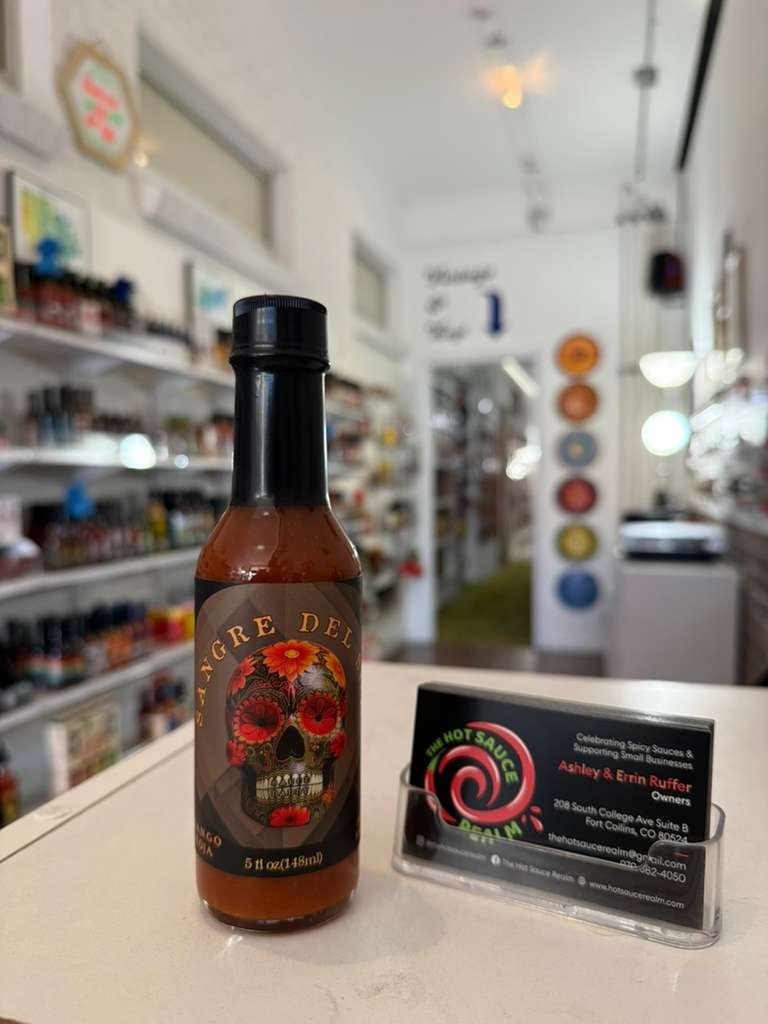 SANGRE DEL
5 fl oz (148ml)
THE HOT SAUCE
REALM
Celebrating Spicy Sauces &
Supporting Small Businesses
Ashley & Errin Ruffer
Owners
208 South College Ave Suite B
Fort Collins, CO 80524
thehotsaucerealm@gmail.com
The Hot Sauce Realm
www.hotsaucerealm.com